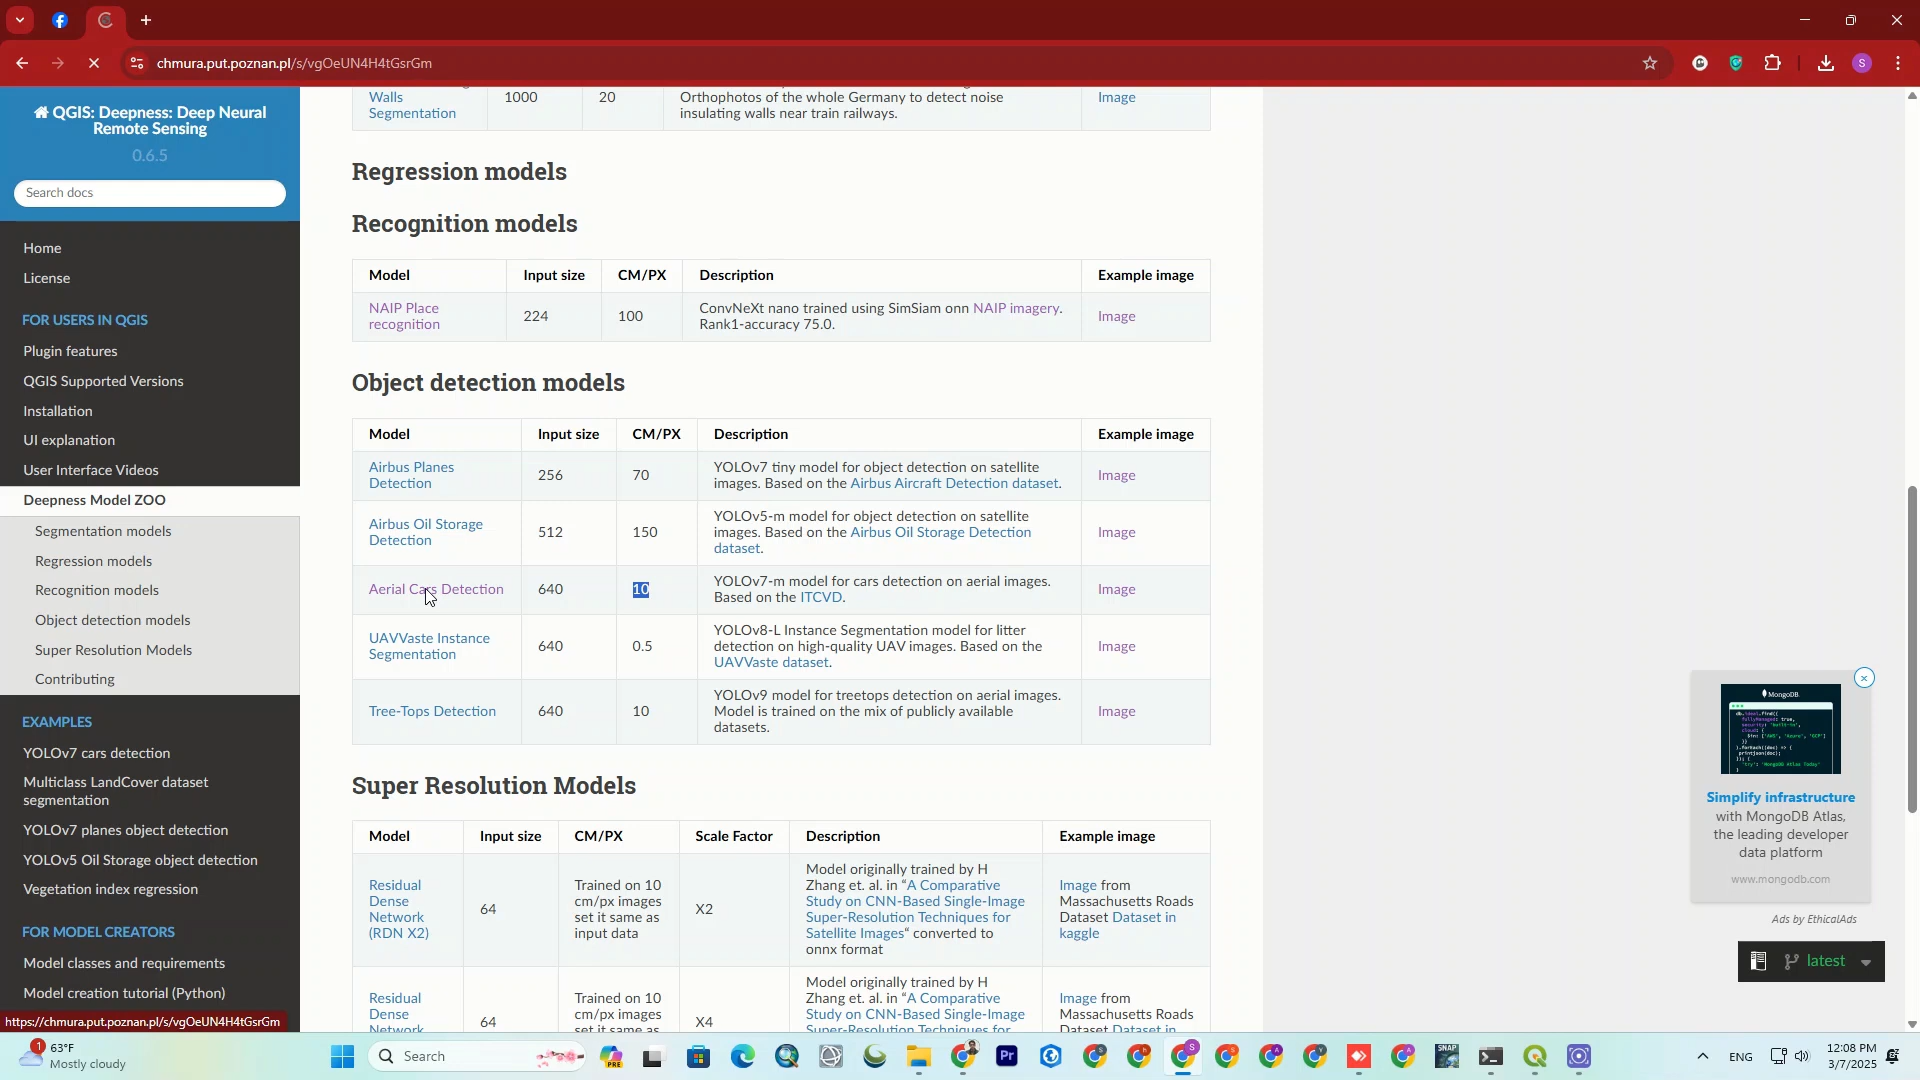 chmura.put.poznan.pl/s/vgOeUN4H4tGsrGm
S
QGIS: Deepness: Deep Neural
Remote Sensing
0.6.5
Search docs
Home
License
FOR USERS IN QGIS
Plugin features
QGIS Supported Versions
Installation
UI explanation
User Interface Videos
Deepness Model ZOO
Segmentation models
Regression models
Recognition models
Object detection models
Super Resolution Models
Contributing
EXAMPLES
YOLOv7 cars detection
Multiclass LandCover dataset
segmentation
YOLOv7 planes object detection
YOLOv5 Oil Storage object detection
Vegetation index regression
FOR MODEL CREATORS
Model classes and requirements
Model creation tutorial (Python)
https://chmura.put.poznan.pl/s/vgOeUN4H4tGsrGm
Walls
Segmentation
1000
20
Orthophotos of the whole Germany to detect noise
insulating walls near train railways.
Image
Regression models
Recognition models
Model Input size CM/PX Description Example image
NAIP Place
recognition
224
100
ConvNeXt nano trained using SimSiam onn NAIP imagery.
Rank1-accuracy 75.0.
Image
Object detection models
Model Input size CM/PX Description Example image
Airbus Planes
Detection
256
70
YOLOv7 tiny model for object detection on satellite
images. Based on the Airbus Aircraft Detection dataset.
Image
Airbus Oil Storage
Detection
512
150
YOLOv5-m model for object detection on satellite
images. Based on the Airbus Oil Storage Detection
dataset.
Image
Aerial Cars Detection
640
10
YOLOv7-m model for cars detection on aerial images.
Based on the ITCVD.
Image
UAVVaste Instance
Segmentation
640
0.5
YOLOv8-L Instance Segmentation model for litter
detection on high-quality UAV images. Based on the
UAVVaste dataset.
Image
Tree-Tops Detection
640
10
YOLOv9 model for treetops detection on aerial images.
Model is trained on the mix of publicly available
datasets.
Image
Super Resolution Models
Model Input size CM/PX Scale Factor Description Example image
Residual
Dense
Network
(RDN X2)
64
Trained on 10
cm/px images
set it same as
input data
X2
Model originally trained by H
Zhang et. al. in “A Comparative
Study on CNN-Based Single-Image
Super-Resolution Techniques for
Satellite Images“ converted to
onnx format
Image from
Massachusetts Roads
Dataset Dataset in
kaggle
Residual
Dense
Network
64
Trained on 10
cm/px images
set it same as
X4
Model originally trained by H
Zhang et. al. in “A Comparative
Study on CNN-Based Single-Image
Super-Resolution Techniques for
Image from
Massachusetts Roads
Dataset Dataset in
MongoDB
Simplify infrastructure
with MongoDB Atlas,
the leading developer
data platform
www.mongodb.com
Ads by EthicalAds
latest
1
63°F
Mostly cloudy
Search
PRE
Pr
SNAP
ENG
12:08 PM
3/7/2025